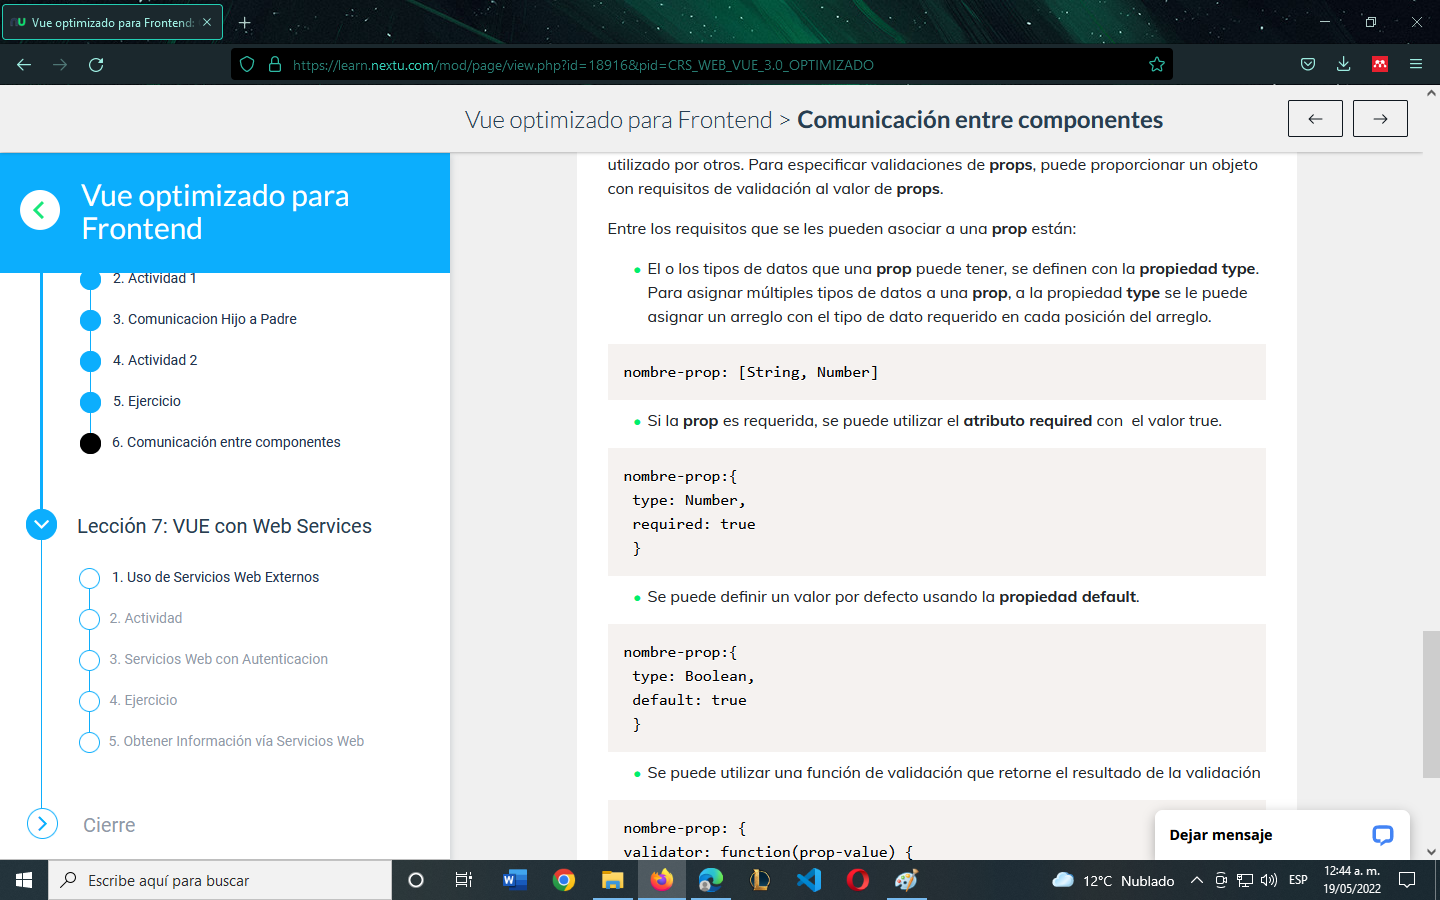 Vue optimizado para Frontend:
https://learn.nextu.com/mod/page/view.php?id=18916&pid=CRS_WEB_VUE_3.0_OPTIMIZADO
Vue optimizado para Frontend > Comunicación entre componentes
Vue optimizado para
Frontend
2. Actividad 1
3. Comunicacion Hijo a Padre
4. Actividad 2
5. Ejercicio
6. Comunicación entre componentes
Lección 7: VUE con Web Services
1. Uso de Servicios Web Externos
2. Actividad
3. Servicios Web con Autenticacion
4. Ejercicio
5. Obtener Información vía Servicios Web
Cierre
utilizado por otros. Para especificar validaciones de props, puede proporcionar un objeto
con requisitos de validación al valor de props.
Entre los requisitos que se les pueden asociar a una prop están:
El o los tipos de datos que una prop puede tener, se definen con la propiedad type.
Para asignar múltiples tipos de datos a una prop, a la propiedad type se le puede
asignar un arreglo con el tipo de dato requerido en cada posición del arreglo.
nombre-prop: [String, Number]
Si la prop es requerida, se puede utilizar el atributo required con el valor true.
nombre-prop:{
type: Number,
required: true
}
Se puede definir un valor por defecto usando la propiedad default.
nombre-prop:{
type: Boolean,
default: true
}
Se puede utilizar una función de validación que retorne el resultado de la validación
nombre-prop: {
validator: function(prop-value) {
Dejar mensaje
Escribe aquí para buscar
12°C Nublado
ESP
12:44 a. m.
19/05/2022